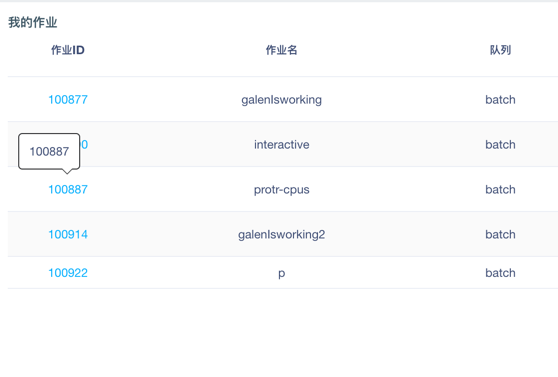 我的作业
作业ID 作业名 队列
100877 galenIsworking batch
0 interactive batch
100887
100887 protr-cpus batch
100914 galenIsworking2 batch
100922 p batch